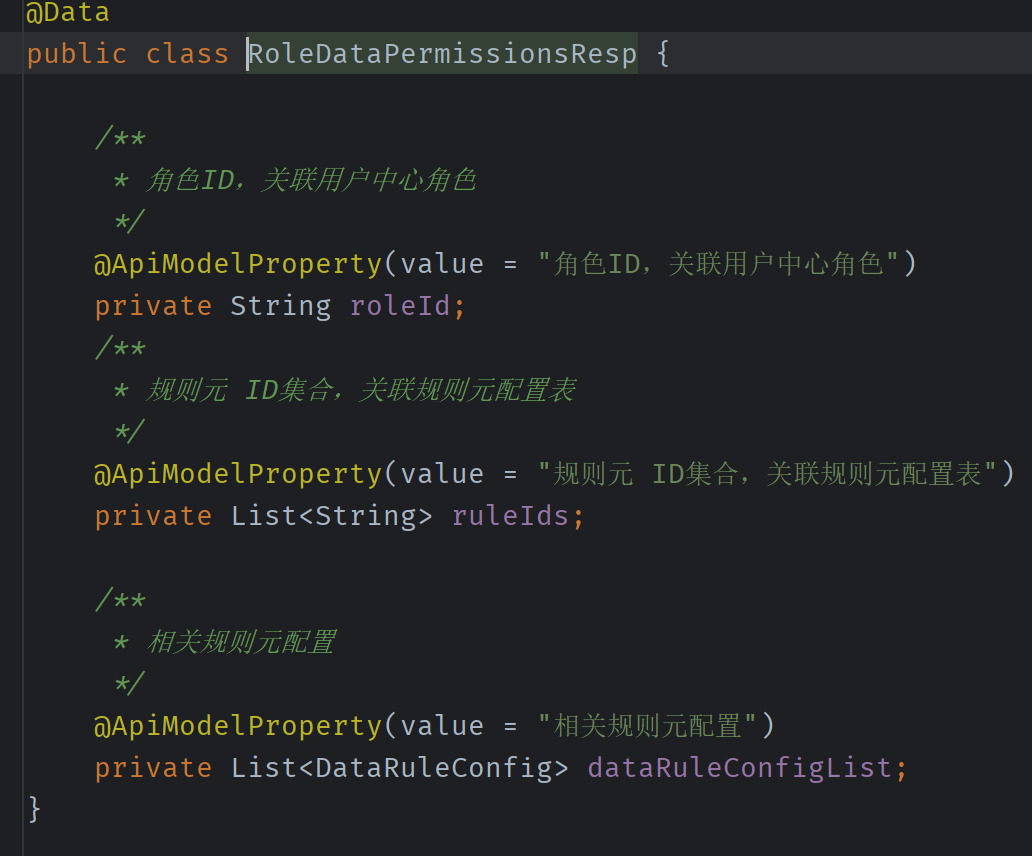 @Data
public class RoleDataPermissionsResp {
/**
* 角色ID，关联用户中心角色
*/
@ApiModelProperty(value = "角色ID，关联用户中心角色")
private String roleId;
/**
* 规则元 ID集合，关联规则元配置表
*/
@ApiModelProperty(value = "规则元 ID集合，关联规则元配置表")
private List<String> ruleIds;
/**
* 相关规则元配置
*/
@ApiModelProperty(value = "相关规则元配置")
private List<DataRuleConfig> dataRuleConfigList;
}